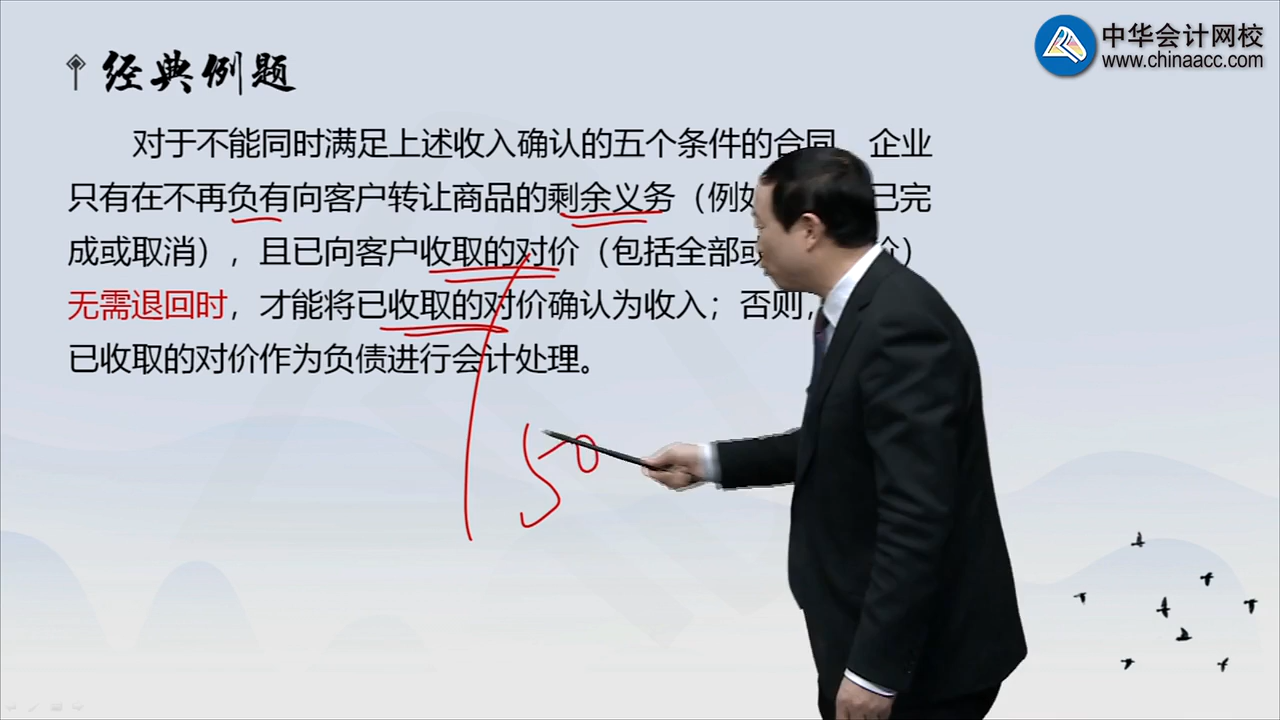 中华会计网校
www.chinaacc.com
经典例题
对于不能同时满足上述收入确认的五个条件的合同 企业
只有在不再负有向客户转让商品的剩余义务（例如 已完
成或取消），且已向客户收取的对价（包括全部或 ）
无需退回时，才能将已收取的对价确认为收入；否则，
已收取的对价作为负债进行会计处理。
50